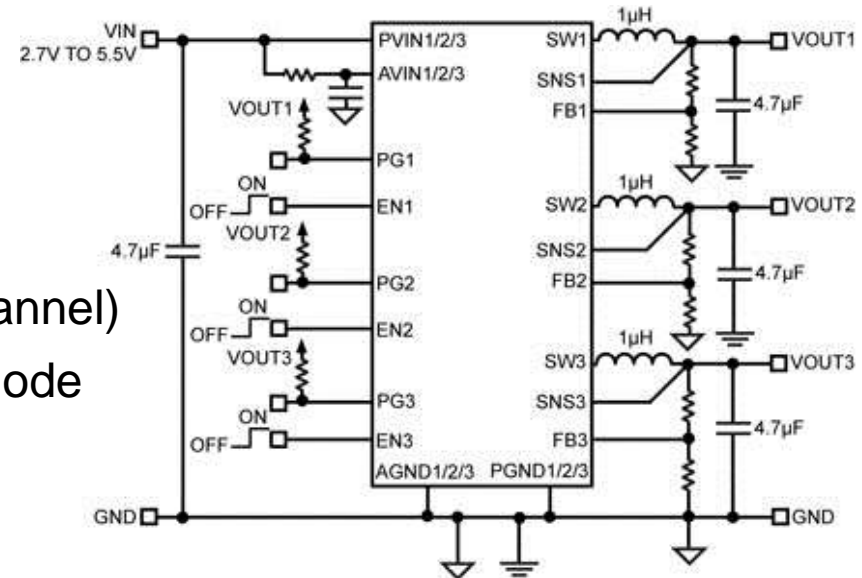 VIN
2.7V TO 5.5V
PVIN1/2/3
AVIN1/2/3
VOUT1
PG1
ON
OFF
EN1
VOUT2
4.7µF
PG2
ON
OFF
EN2
VOUT3
PG3
ON
OFF
EN3
AGND1/2/3 PGND1/2/3
GND
SW1
1µH
VOUT1
SNS1
FB1
4.7µF
SW2
1µH
VOUT2
SNS2
FB2
4.7µF
SW3
1µH
VOUT3
SNS3
FB3
4.7µF
GND
annel)
ode